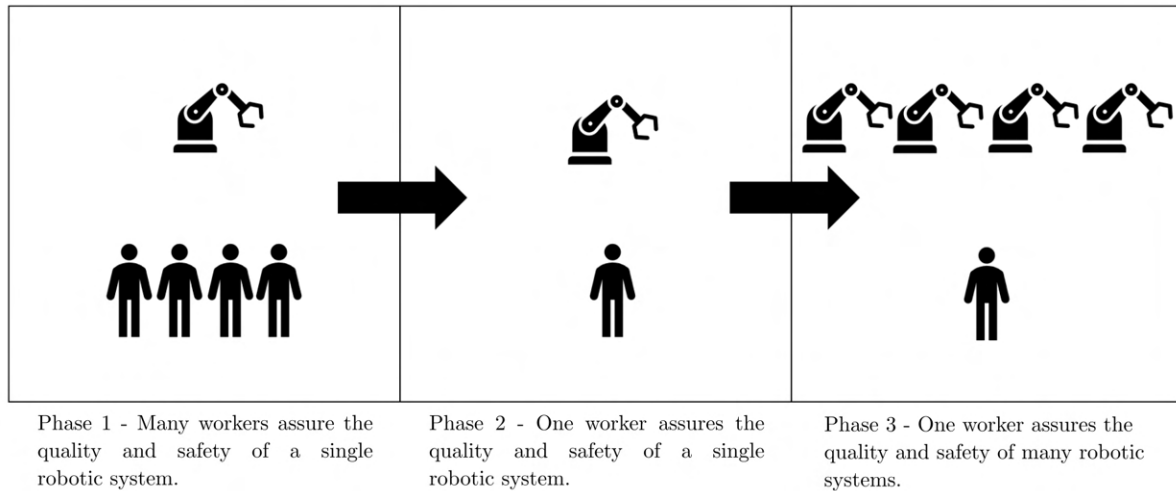 Phase 1 - Many workers assure the
quality and safety of a single
robotic system.
Phase 2 - One worker assures the
quality and safety of a single
robotic system.
Phase 3 - One worker assures the
quality and safety of many robotic
systems.